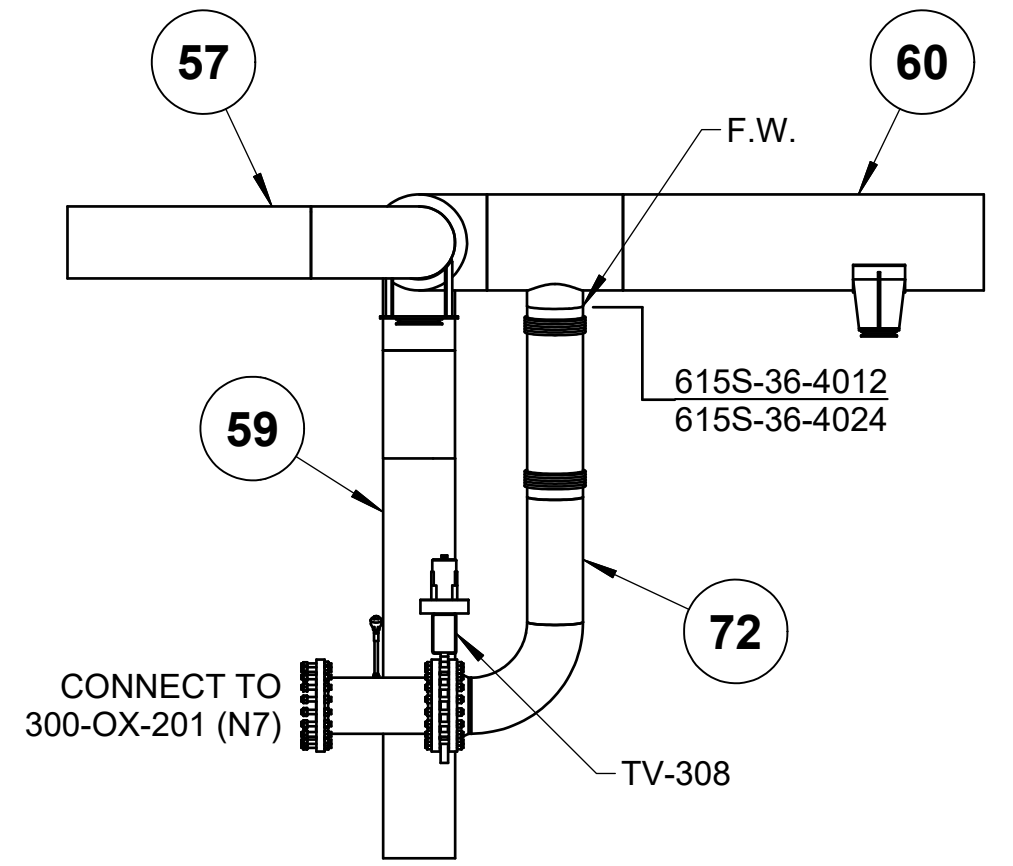 57
60
F.W.
615S-36-4012
615S-36-4024
59
72
CONNECT TO
300-OX-201 (N7)
TV-308